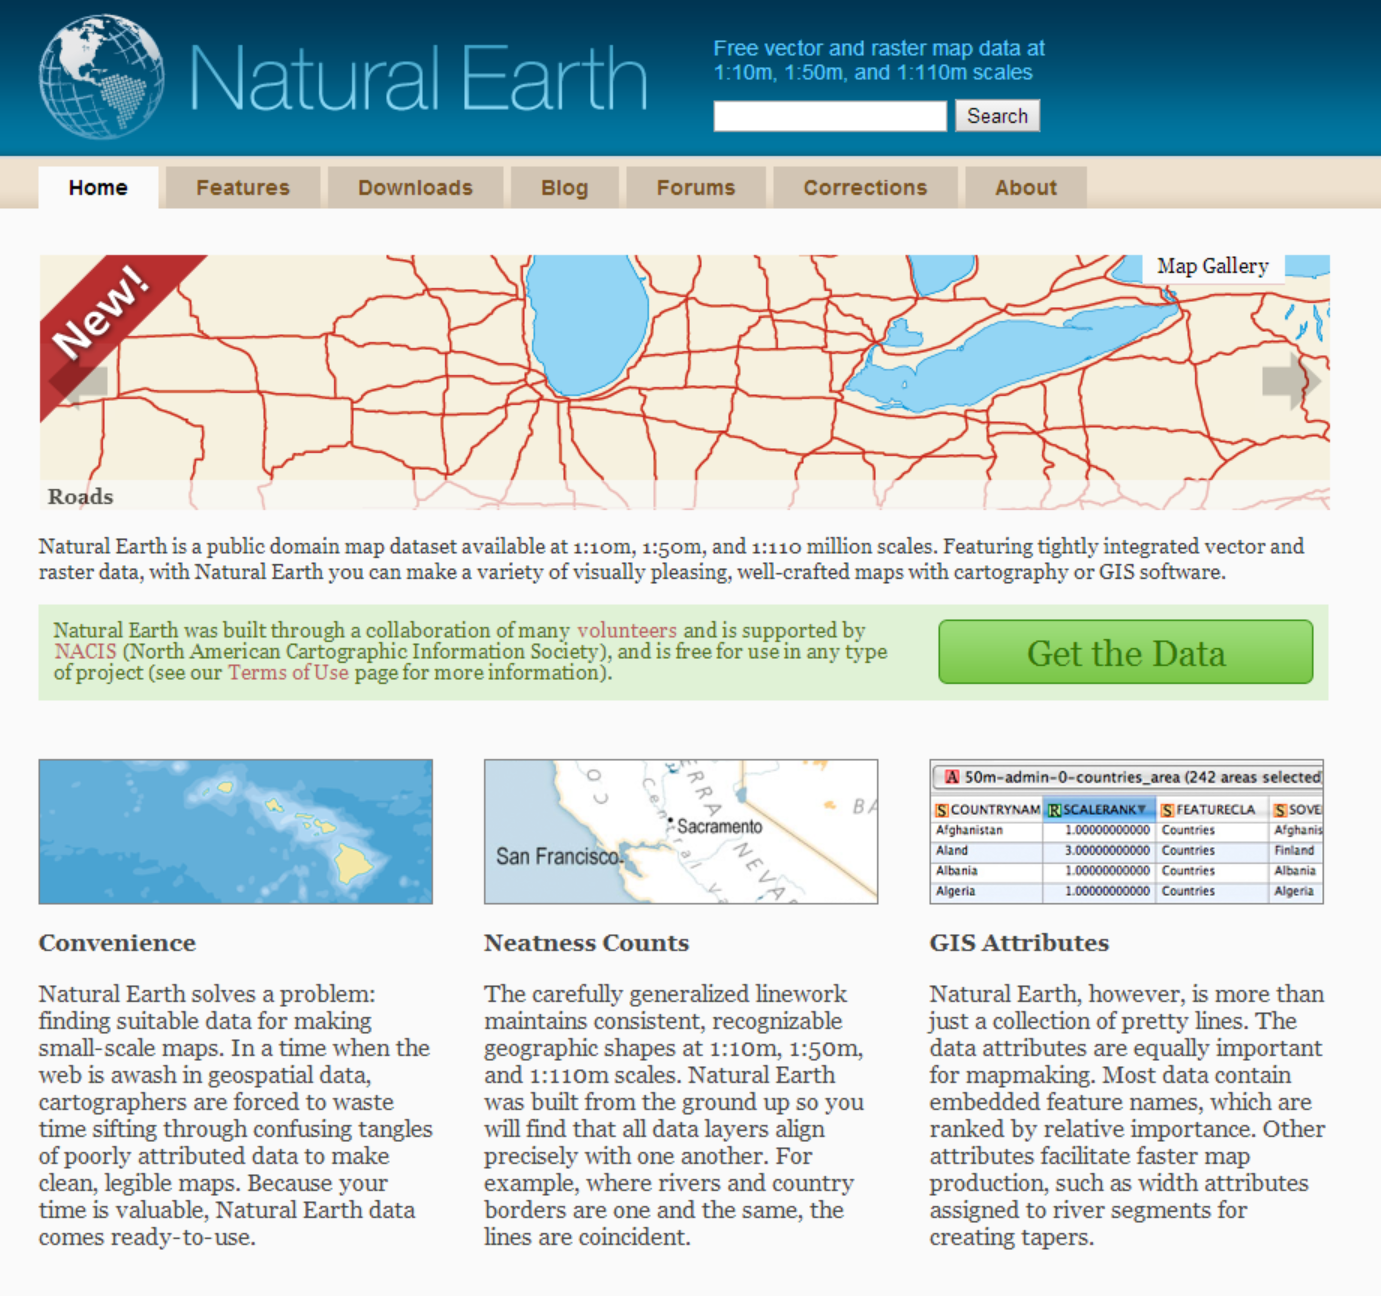 Natural Earth
Free vector and raster map data at
1:10m, 1:50m, and 1:110m scales
Search
Home
Features
Downloads
Blog
Forums
Corrections
About
New!
Map Gallery
Roads
Natural Earth is a public domain map dataset available at 1:10m, 1:50m, and 1:110 million scales. Featuring tightly integrated vector and
raster data, with Natural Earth you can make a variety of visually pleasing, well-crafted maps with cartography or GIS software.
Natural Earth was built through a collaboration of many volunteers and is supported by
NACIS (North American Cartographic Information Society), and is free for use in any type
of project (see our Terms of Use page for more information).
Get the Data
CO
ERRA
NEVA
Central V
BA
Sacramento
San Francisco
A 50m-admin-0-countries_area (242 areas selected
S COUNTRYNAM R SCALERANK▼ S FEATURECLA S SOVE
Afghanistan 1.00000000000 Countries Afghanis
Aland 3.00000000000 Countries Finland
Albania 1.00000000000 Countries Albania
Algeria 1.00000000000 Countries Algeria
Convenience
Natural Earth solves a problem:
finding suitable data for making
small-scale maps. In a time when the
web is awash in geospatial data,
cartographers are forced to waste
time sifting through confusing tangles
of poorly attributed data to make
clean, legible maps. Because your
time is valuable, Natural Earth data
comes ready-to-use.
Neatness Counts
The carefully generalized linework
maintains consistent, recognizable
geographic shapes at 1:10m, 1:50m,
and 1:110m scales. Natural Earth
was built from the ground up so you
will find that all data layers align
precisely with one another. For
example, where rivers and country
borders are one and the same, the
lines are coincident.
GIS Attributes
Natural Earth, however, is more than
just a collection of pretty lines. The
data attributes are equally important
for mapmaking. Most data contain
embedded feature names, which are
ranked by relative importance. Other
attributes facilitate faster map
production, such as width attributes
assigned to river segments for
creating tapers.